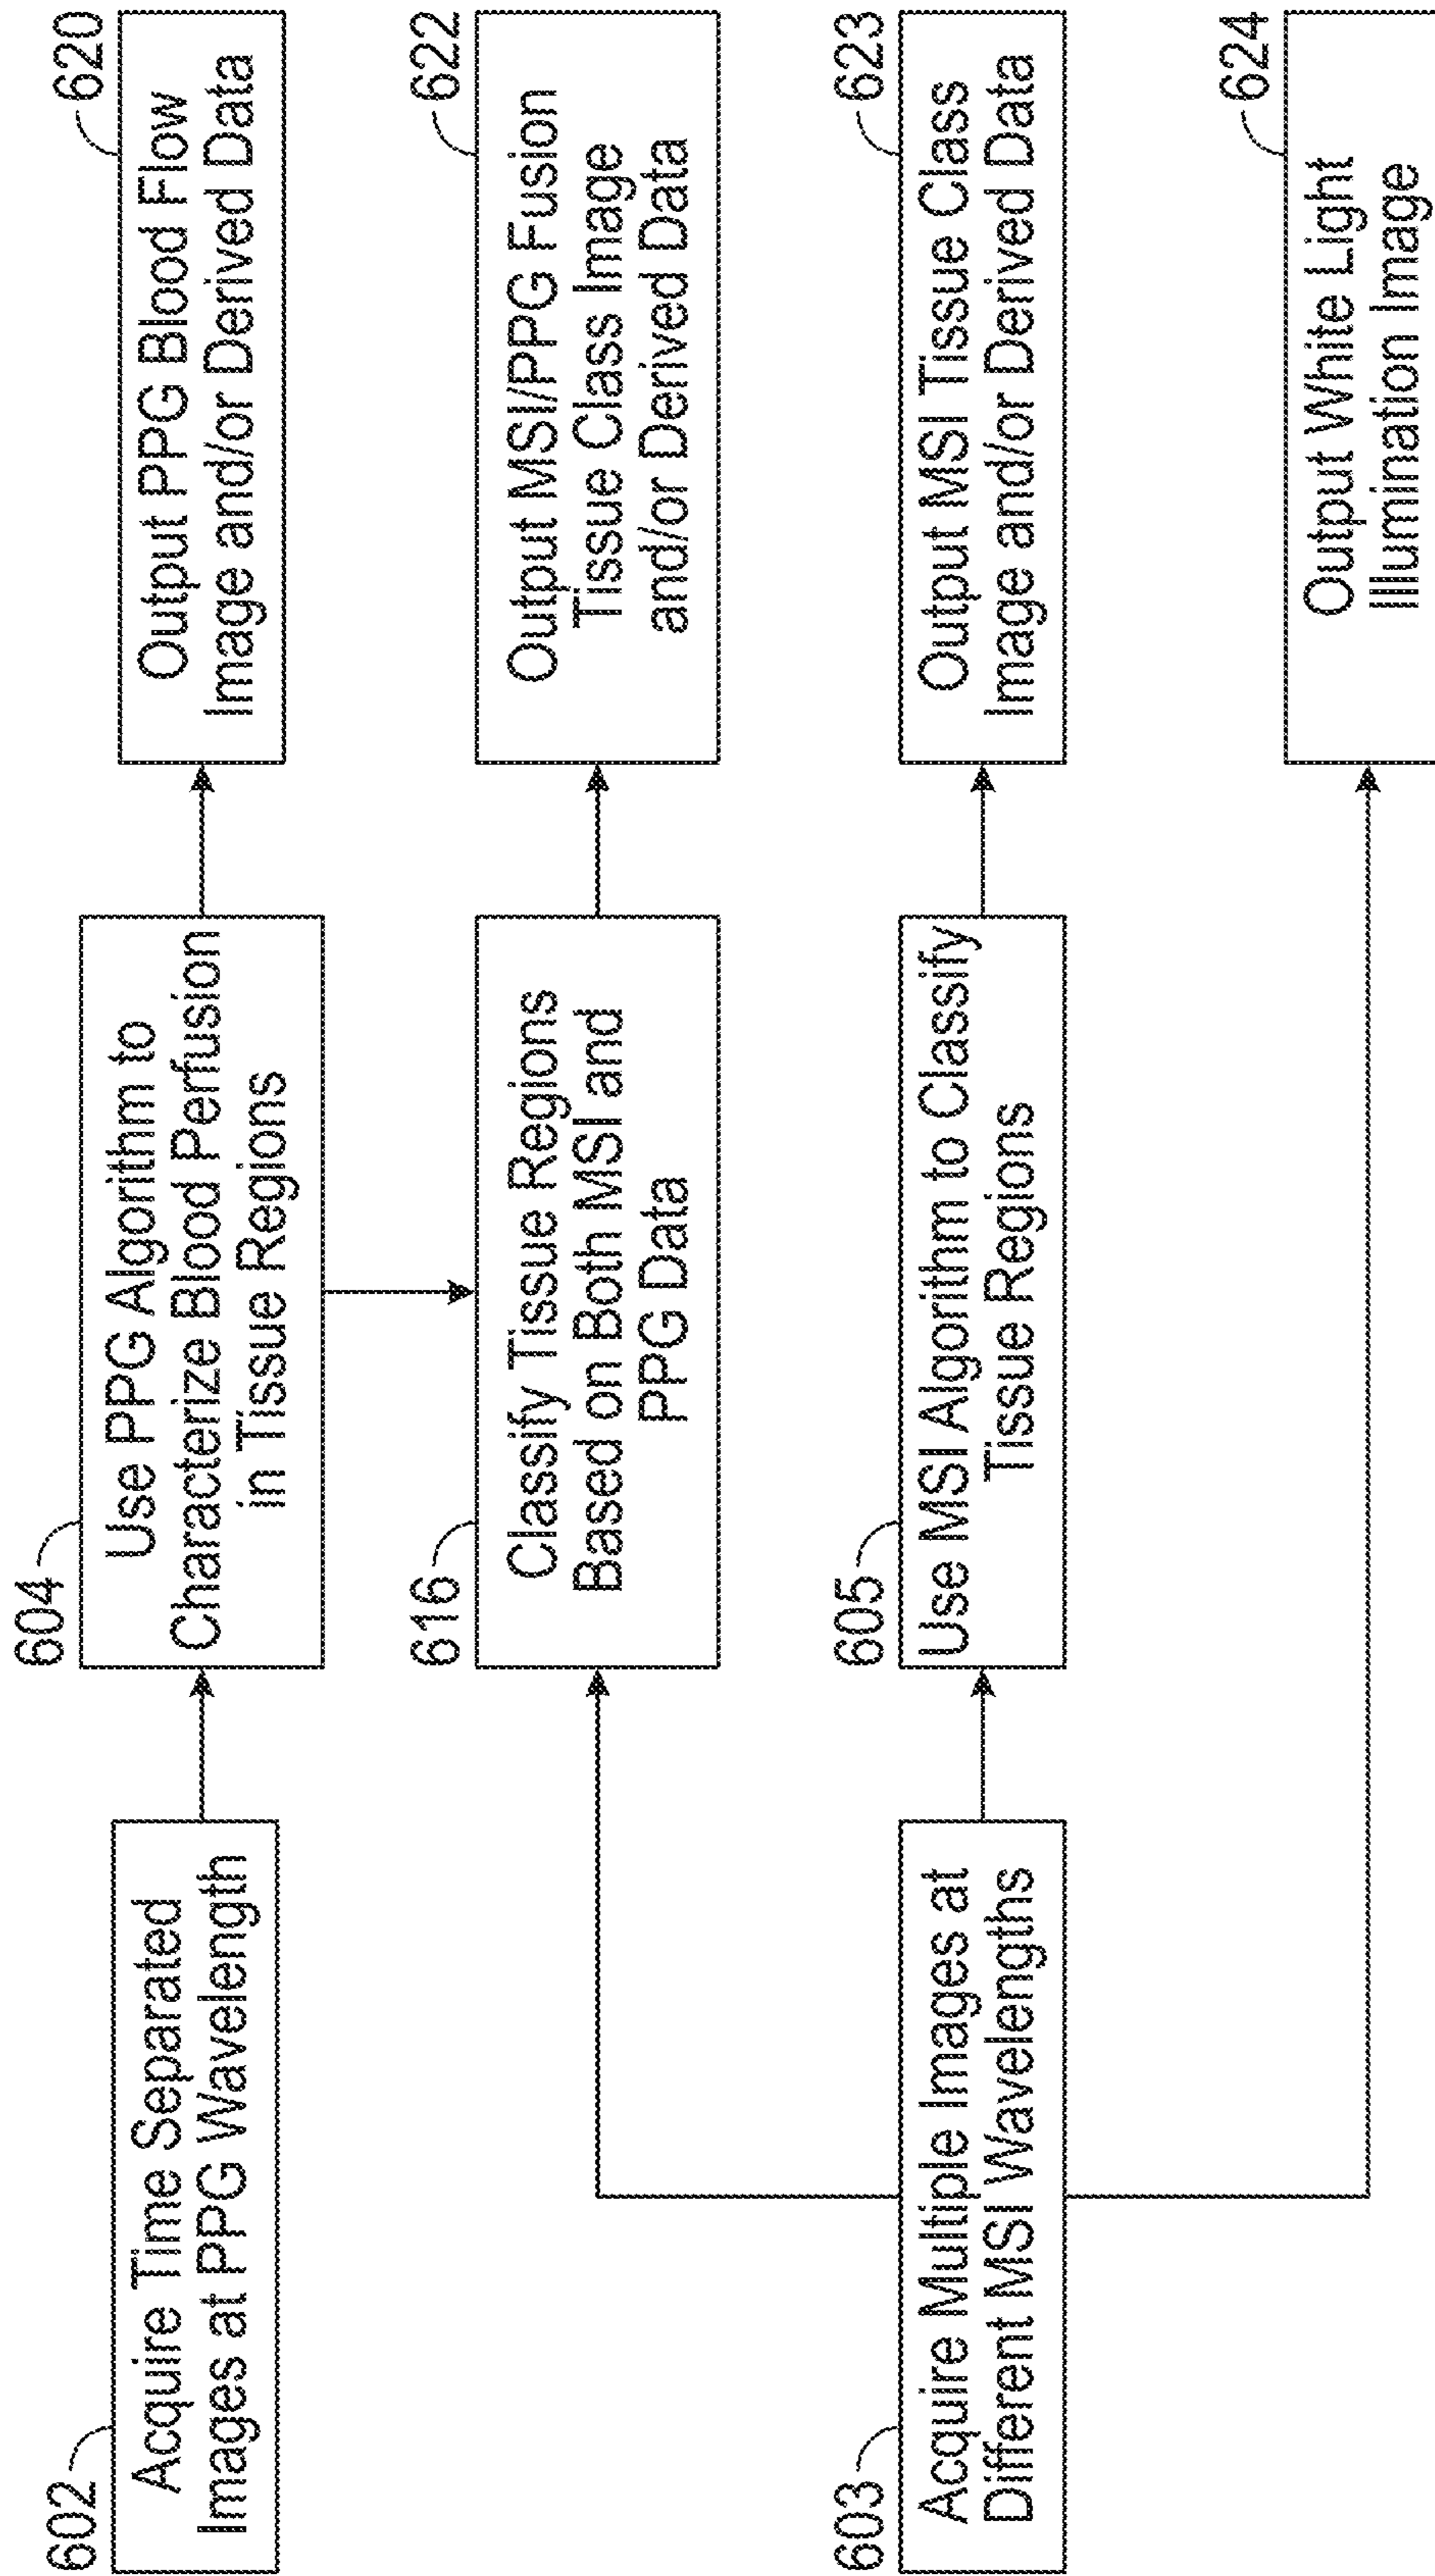 602
Acquire Time Separated
Images at PPG Wavelength
604
Use PPG Algorithm to
Characterize Blood Perfusion
in Tissue Regions
620
Output PPG Blood Flow
Image and/or Derived Data
616
Classify Tissue Regions
Based on Both MSI and
PPG Data
622
Output MSI/PPG Fusion
Tissue Class Image
and/or Derived Data
603
Acquire Multiple Images at
Different MSI Wavelengths
605
Use MSI Algorithm to Classify
Tissue Regions
623
Output MSI Tissue Class
Image and/or Derived Data
624
Output White Light
Illumination Image